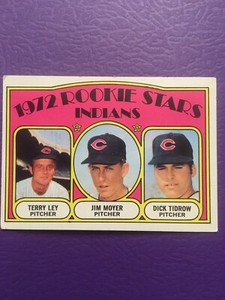 1972 ROOKIE STARS
INDIANS
TERRY LEY
PITCHER
JIM MOYER
PITCHER
DICK TIDROW
PITCHER